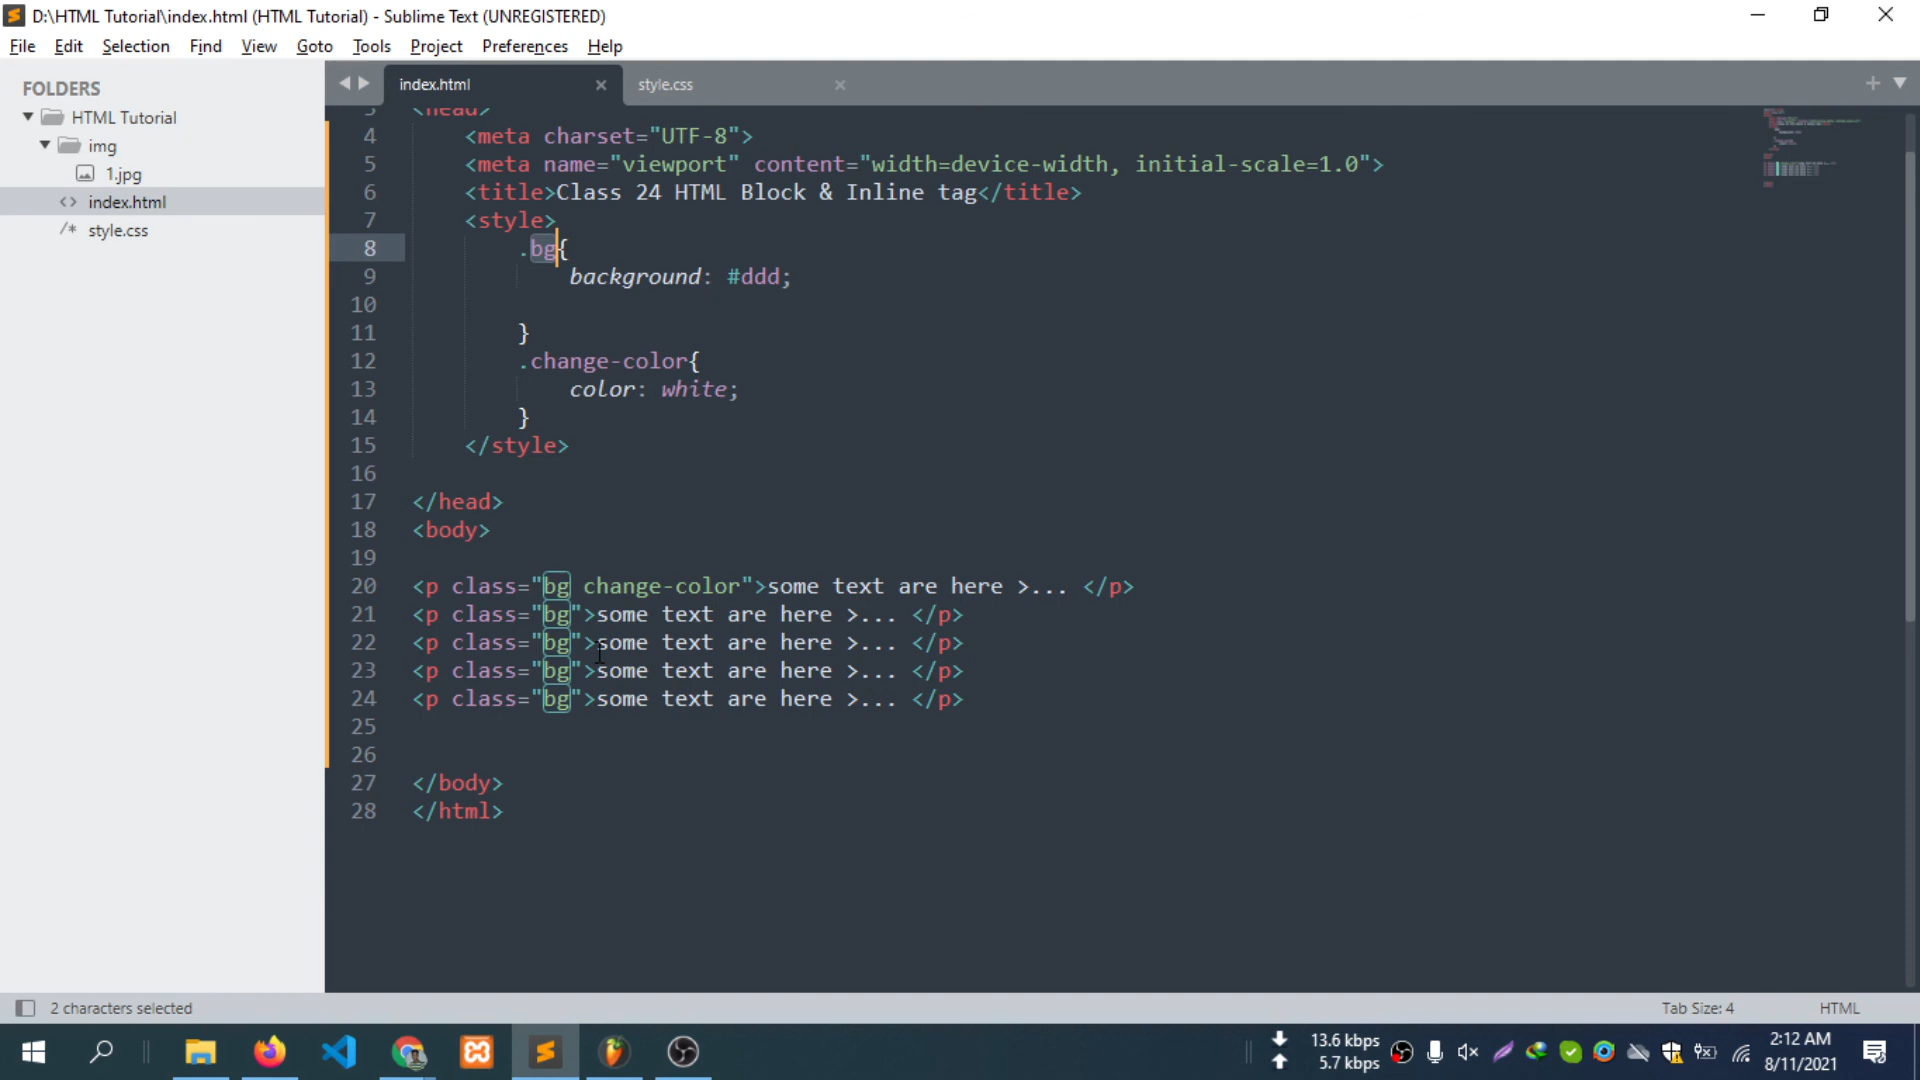 D:\HTML Tutorial\index.html (HTML Tutorial) - Sublime Text (UNREGISTERED)
File Edit Selection Find View Goto Tools Project Preferences Help
FOLDERS
HTML Tutorial
img
1.jpg
index.html
style.css
index.html
style.css
3 <head>
4 <meta charset="UTF-8">
5 <meta name="viewport" content="width=device-width, initial-scale=1.0">
6 <title>Class 24 HTML Block & Inline tag</title>
7 <style>
8 .bg{
9 background: #ddd;
10
11 }
12 .change-color{
13 color: white;
14 }
15 </style>
16
17 </head>
18 <body>
19
20 <p class="bg change-color">some text are here >... </p>
21 <p class="bg">some text are here >... </p>
22 <p class="bg">some text are here >... </p>
23 <p class="bg">some text are here >... </p>
24 <p class="bg">some text are here >... </p>
25
26
27 </body>
28 </html>
2 characters selected
Tab Size: 4
HTML
13.6 kbps
5.7 kbps
2:12 AM
8/11/2021